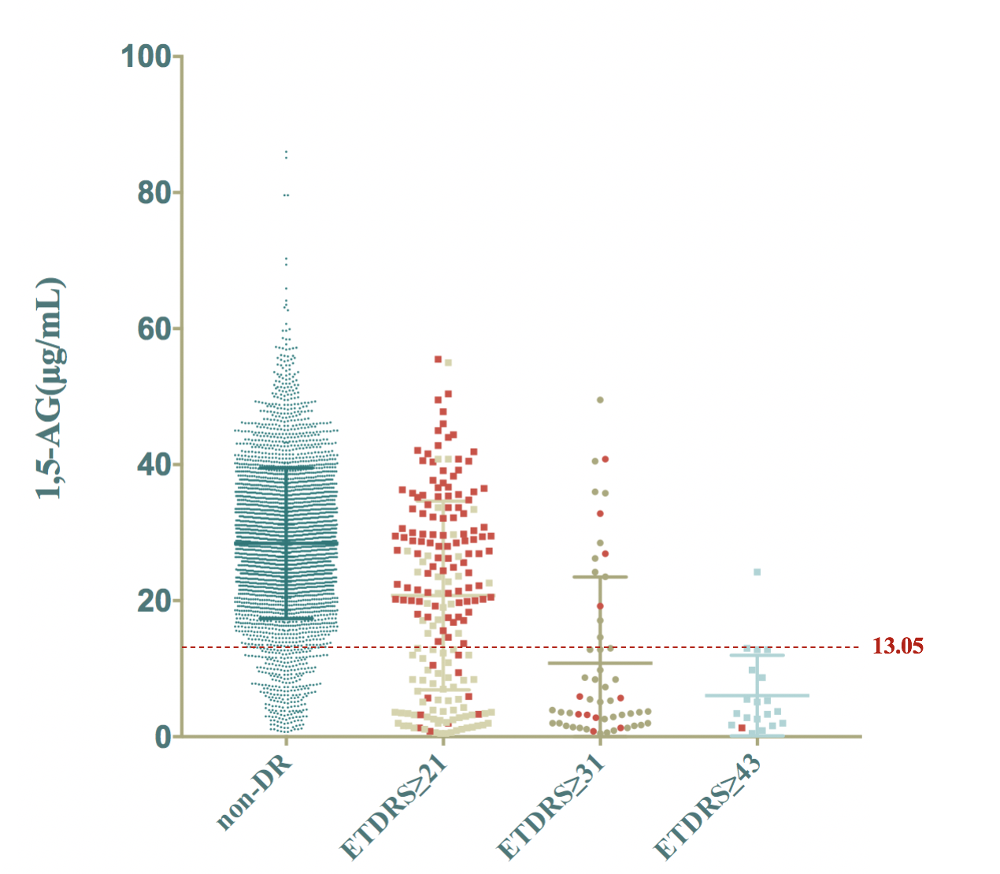 100
80
60
40
20
0
1,5-AG(μg/mL)
13.05
non-DR
ETDRS≥21
ETDRS≥31
ETDRS≥43